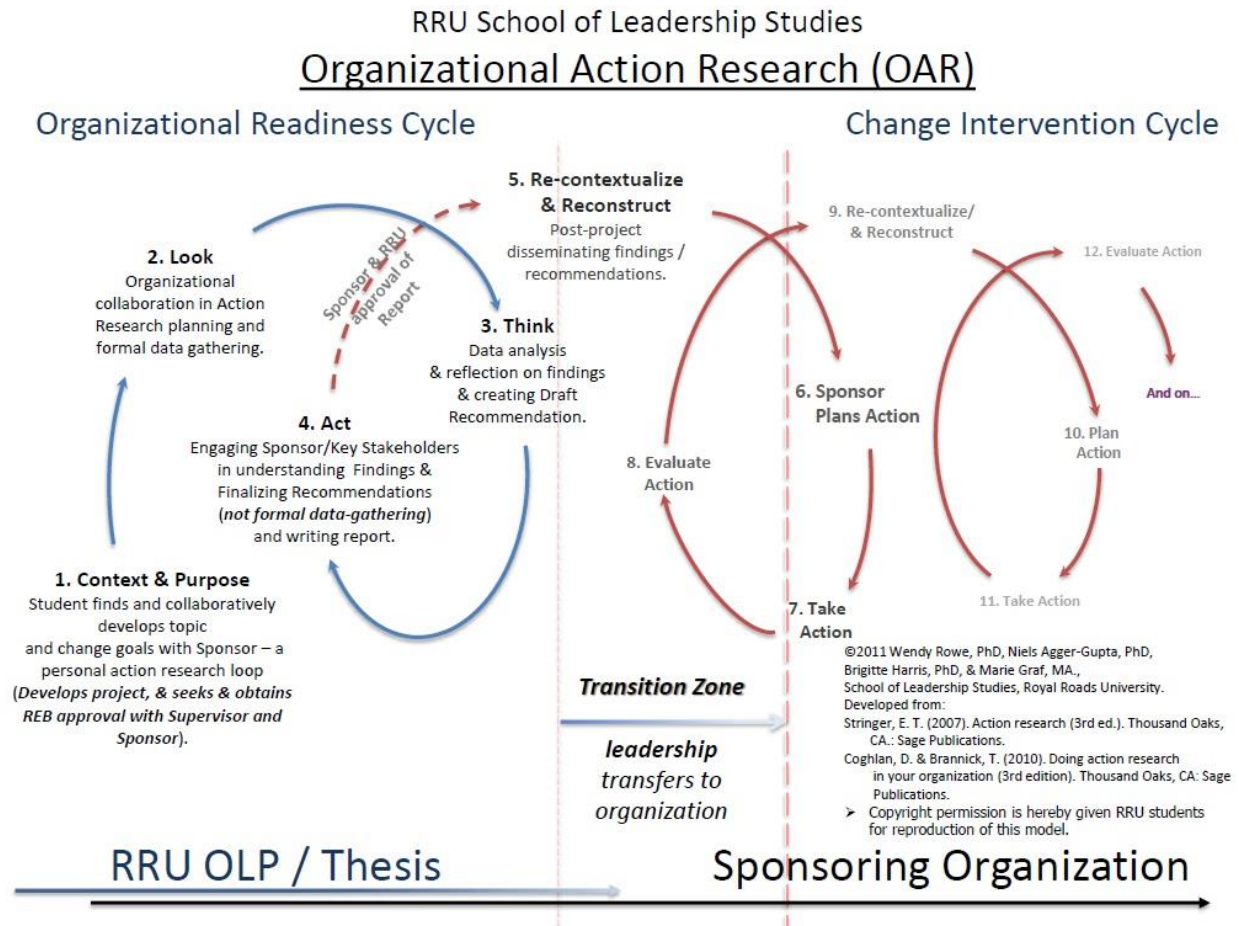 RRU School of Leadership Studies
Organizational Action Research (OAR)
Organizational Readiness Cycle
Change Intervention Cycle
1. Context & Purpose
Student finds and collaboratively
develops topic
and change goals with Sponsor – a
personal action research loop
(Develops project, & seeks & obtains
REB approval with Supervisor and
Sponsor).
2. Look
Organizational
collaboration in Action
Research planning and
formal data gathering.
3. Think
Data analysis
& reflection on findings
& creating Draft
Recommendation.
4. Act
Engaging Sponsor/Key Stakeholders
in understanding Findings &
Finalizing Recommendations
(not formal data-gathering)
and writing report.
Sponsor & RRU
approval of
Report
5. Re-contextualize
& Reconstruct
Post-project
disseminating findings /
recommendations.
6. Sponsor
Plans Action
7. Take
Action
8. Evaluate
Action
9. Re-contextualize/
& Reconstruct
10. Plan
Action
11. Take Action
12. Evaluate Action
And on...
Transition Zone
leadership
transfers to
organization
©2011 Wendy Rowe, PhD, Niels Agger-Gupta, PhD,
Brigitte Harris, PhD, & Marie Graf, MA.,
School of Leadership Studies, Royal Roads University.
Developed from:
Stringer, E. T. (2007). Action research (3rd ed.). Thousand Oaks,
CA.: Sage Publications.
Coghlan, D. & Brannick, T. (2010). Doing action research
in your organization (3rd edition). Thousand Oaks, CA: Sage
Publications.
➢ Copyright permission is hereby given RRU students
for reproduction of this model.
RRU OLP / Thesis
Sponsoring Organization